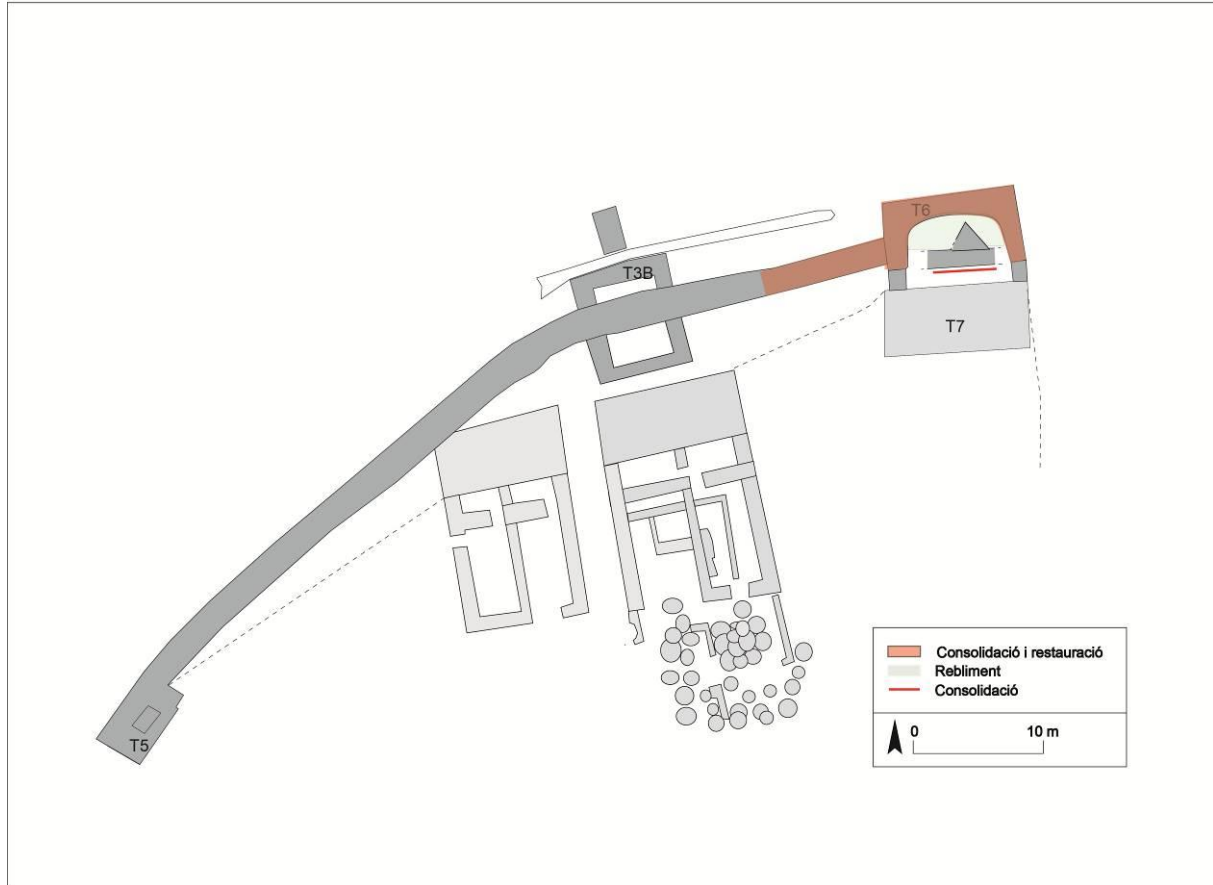 T6
T3B
T7
T5
Consolidació i restauració
Rebliment
Consolidació
0 10 m